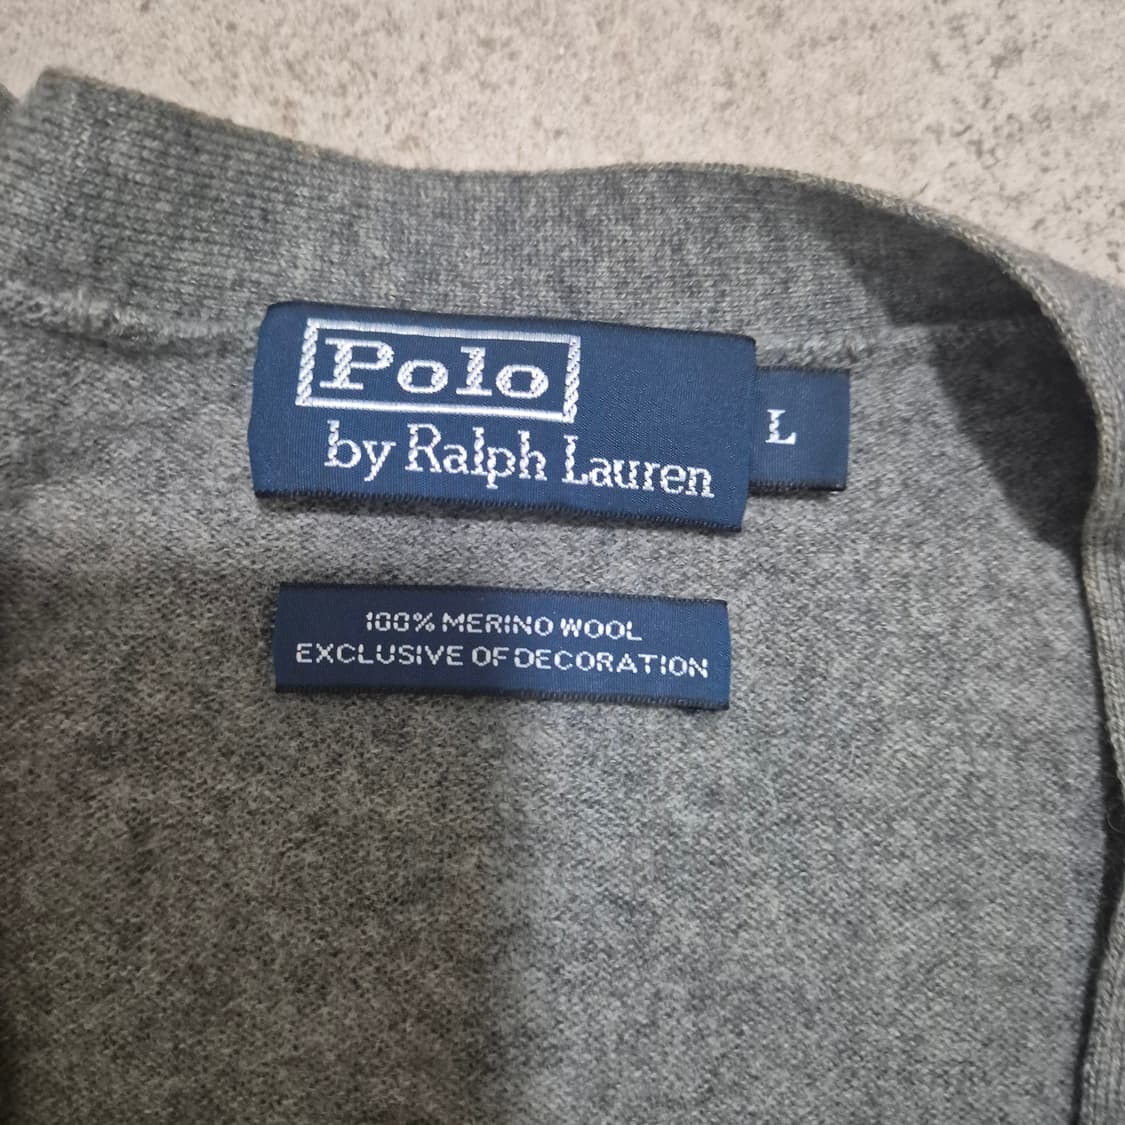 Polo
by Ralph Lauren
L
100% MERINO WOOL
EXCLUSIVE OF DECORATION